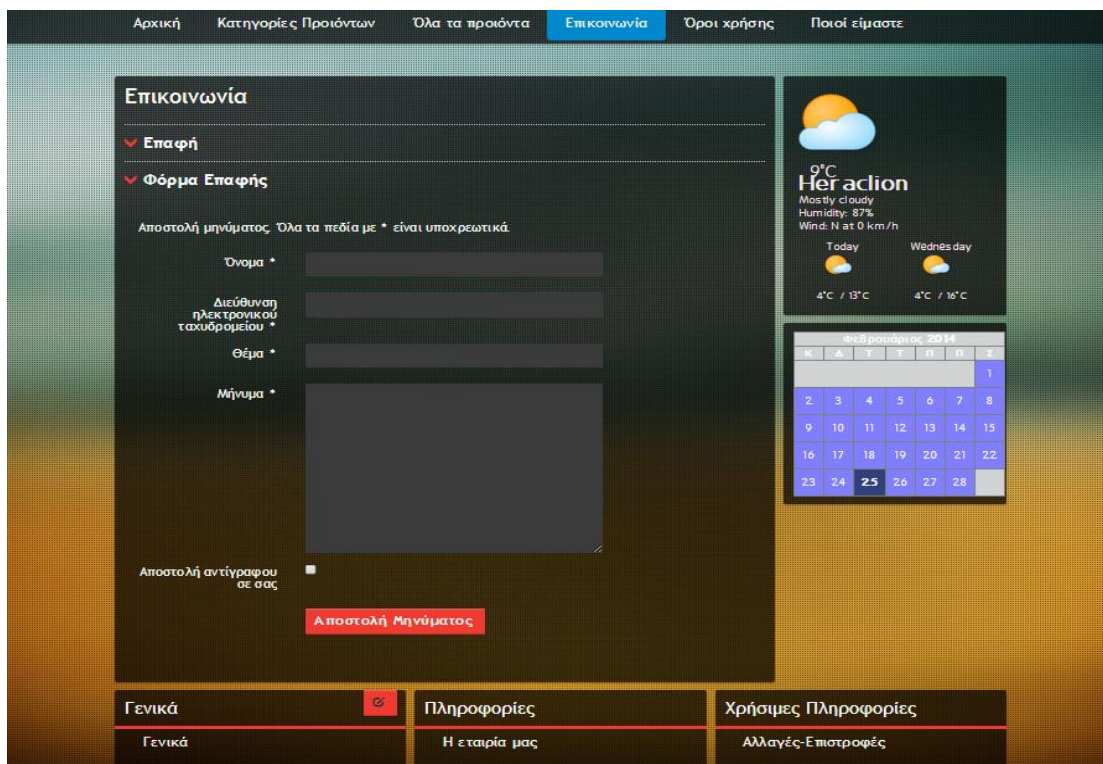 Αρχική Κατηγορίες Προιόντων Όλα τα προιόντα Επικοινωνία Όροι χρήσης Ποιοί είμαστε
Επικοινωνία
Επαφή
Φόρμα Επαφής
Αποστολή μηνύματος. Όλα τα πεδία με * είναι υποχρεωτικά.
Όνομα *
Διεύθυνση
ηλεκτρονικού
ταχυδρομείου *
Θέμα *
Μήνυμα *
Αποστολή αντίγραφου
σε σας
Αποστολή Μηνύματος
9°C
Heraclion
Mostly cloudy
Humidity: 87%
Wind: N at 0 km/h
Today Wednesday
4°C / 13°C 4°C / 16°C
Φεβρουάριος 2014
Κ Δ Τ Τ Π Π Σ
1
2 3 4 5 6 7 8
9 10 11 12 13 14 15
16 17 18 19 20 21 22
23 24 25 26 27 28
Γενικά Πληροφορίες Χρήσιμες Πληροφορίες
Γενικά Η εταιρία μας Αλλαγές-Επιστροφές